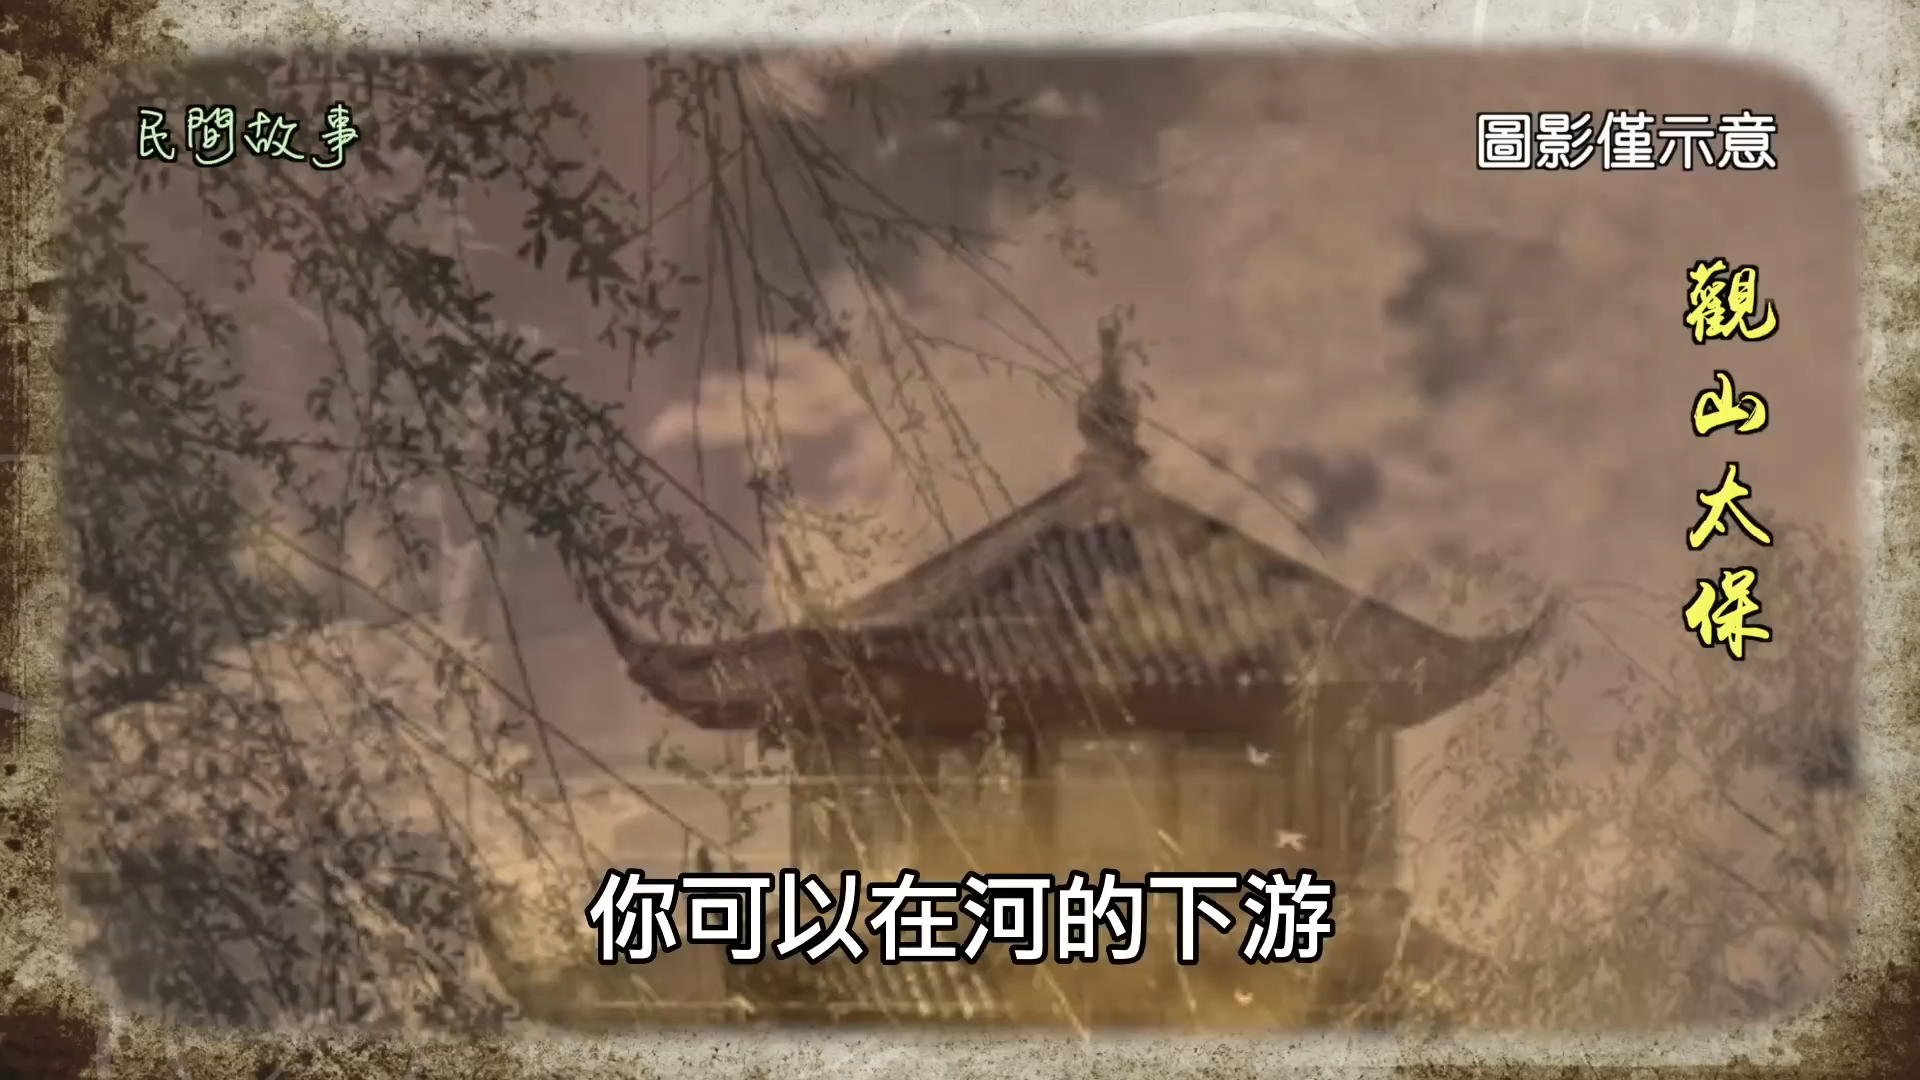 民間故事
圖影僅示意
觀山太保
你可以在河的下游